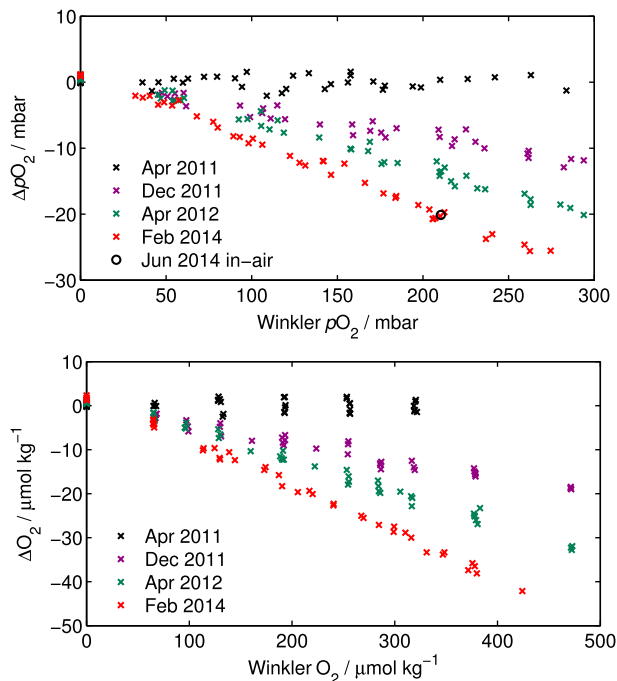 10
0
−10
−20
−30
ΔpO₂ / mbar
Apr 2011
Dec 2011
Apr 2012
Feb 2014
Jun 2014 in−air
0 50 100 150 200 250 300
Winkler pO₂ / mbar
10
0
−10
−20
−30
−40
−50
ΔO₂ / μmol kg⁻¹
Apr 2011
Dec 2011
Apr 2012
Feb 2014
0 100 200 300 400 500
Winkler O₂ / μmol kg⁻¹